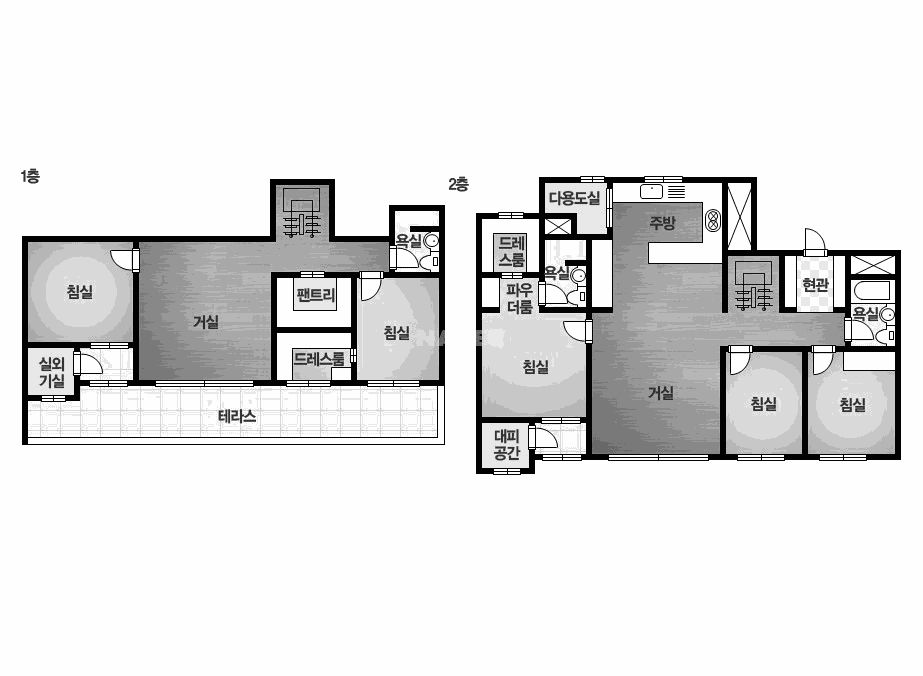 1층
욕실
침실
팬트리
거실
침실
드레스룸
실외
기실
테라스
2층
다용도실
주방
드레
스룸
욕실
현관
파우
더룸
욕실
침실
거실
침실
침실
대피
공간
NAVER